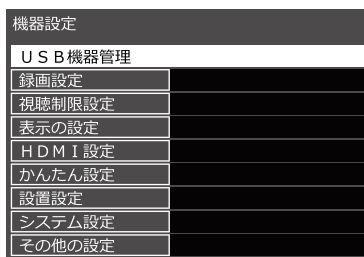 機器設定
ＵＳＢ機器管理
録画設定
視聴制限設定
表示の設定
ＨＤＭＩ設定
かんたん設定
設置設定
システム設定
その他の設定